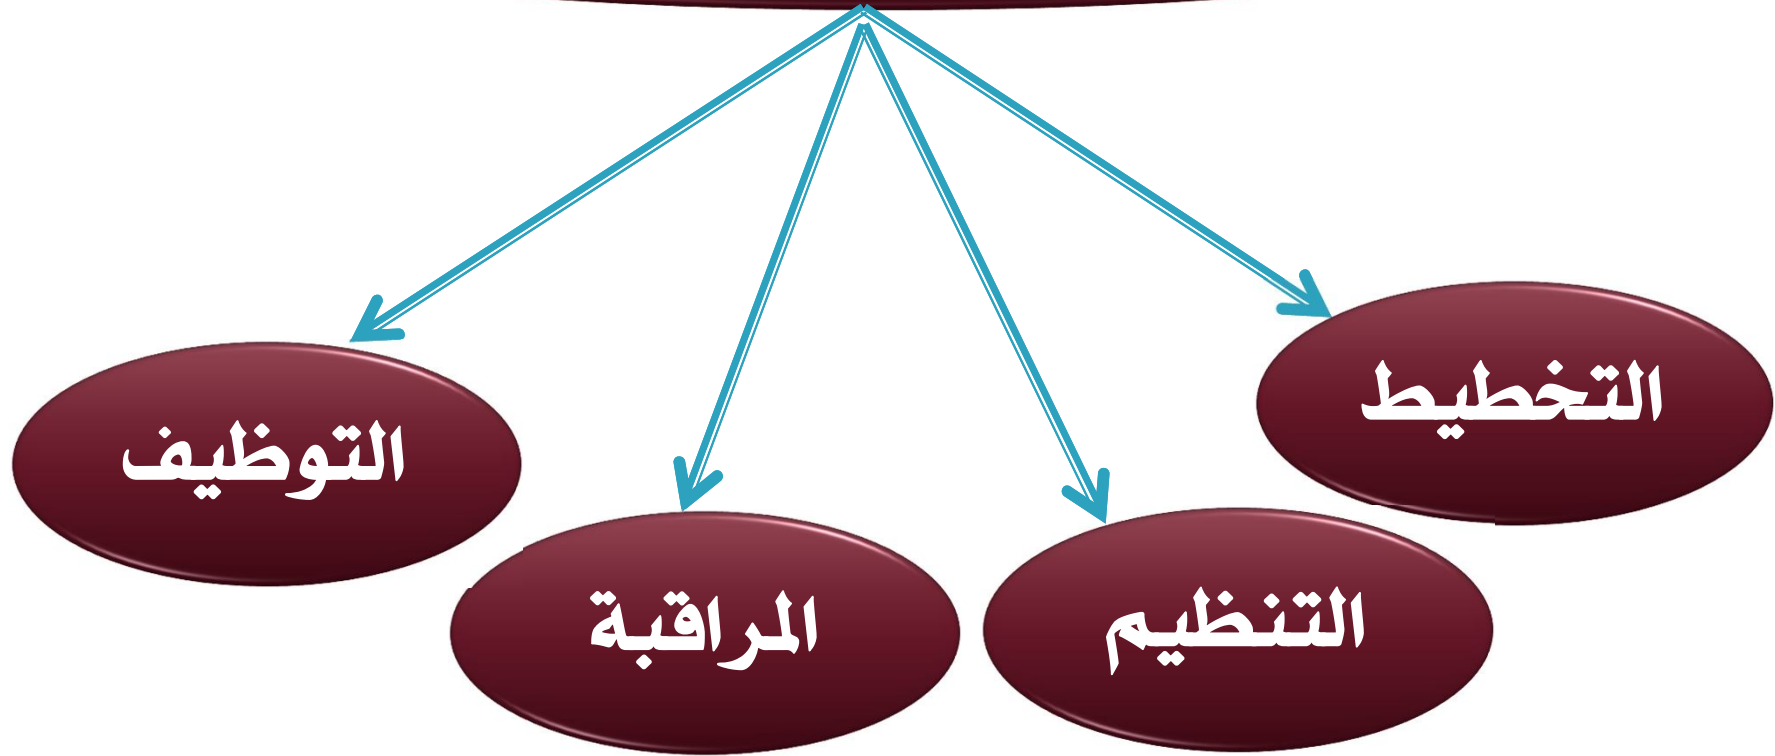 التخطيط
التنظيم
المراقبة
التوظيف